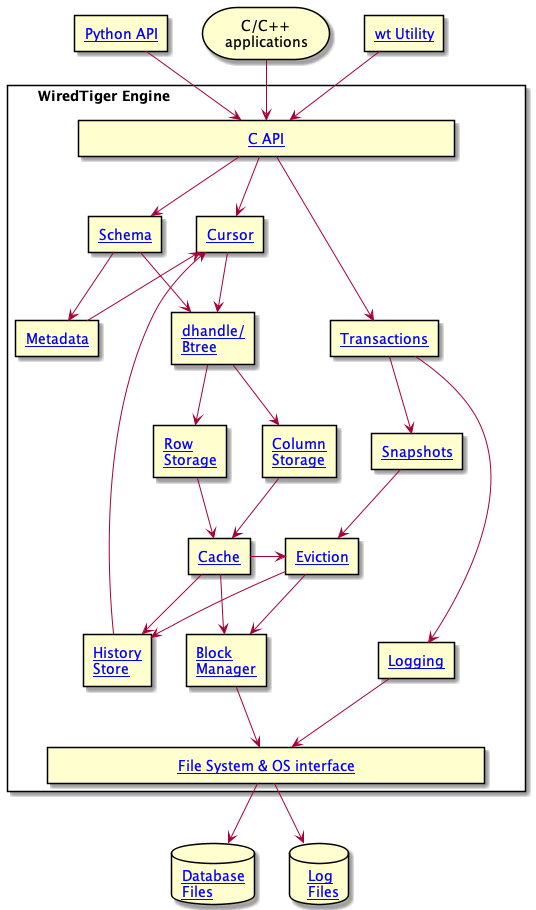 Python API
C/C++
applications
wt Utility
WiredTiger Engine
C API
Schema
Cursor
Metadata
dhandle/
Btree
Transactions
Row
Storage
Column
Storage
Snapshots
Cache
Eviction
History
Store
Block
Manager
Logging
File System & OS interface
Database
Files
Log
Files